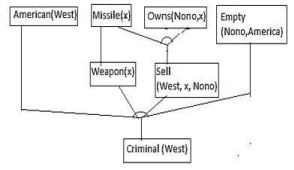 American(West)
Missile(x)
Owns(Nono,x)
Empty
(Nono,America)
Weapon(x)
Sell
(West, x, Nono)
Criminal (West)